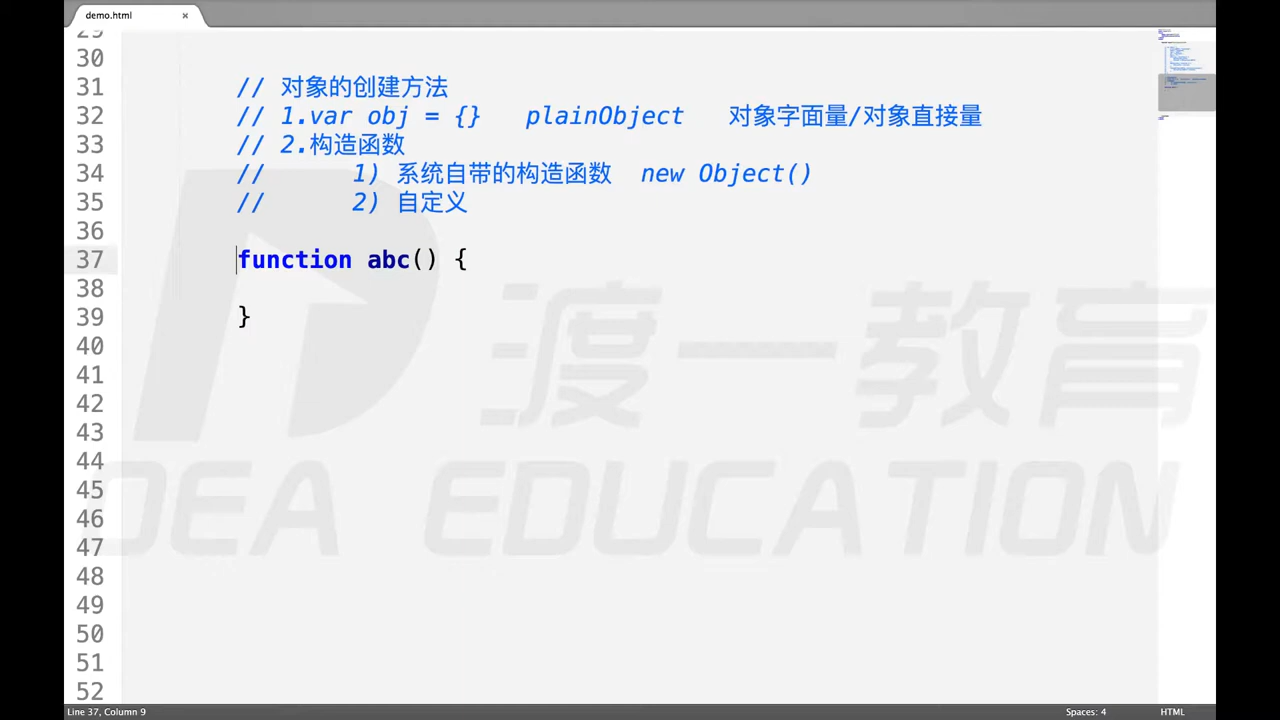 demo.html ×
29
30
31 // 对象的创建方法
32 // 1.var obj = {} plainObject 对象字面量/对象直接量
33 // 2.构造函数
34 // 1) 系统自带的构造函数 new Object()
35 // 2) 自定义
36
37 function abc() {
38
39 }
40
41
42
43
44
45
46
47
48
49
50
51
52
渡一教育
DEA EDUCATION
Line 37, Column 9 Spaces: 4 HTML